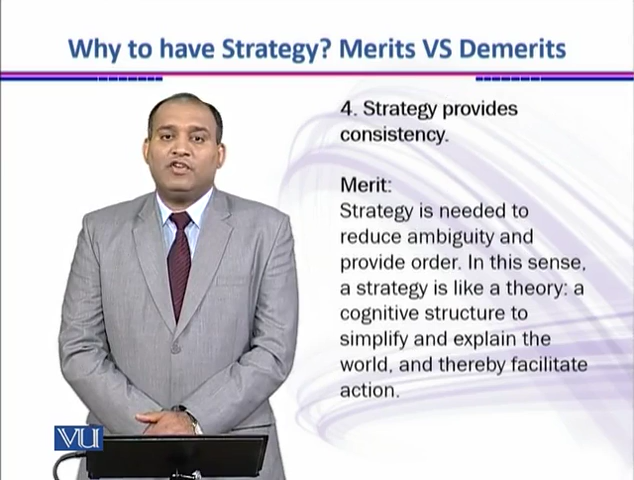 Why to have Strategy? Merits VS Demerits
4. Strategy provides
consistency.
Merit:
Strategy is needed to
reduce ambiguity and
provide order. In this sense,
a strategy is like a theory: a
cognitive structure to
simplify and explain the
world, and thereby facilitate
action.
VU